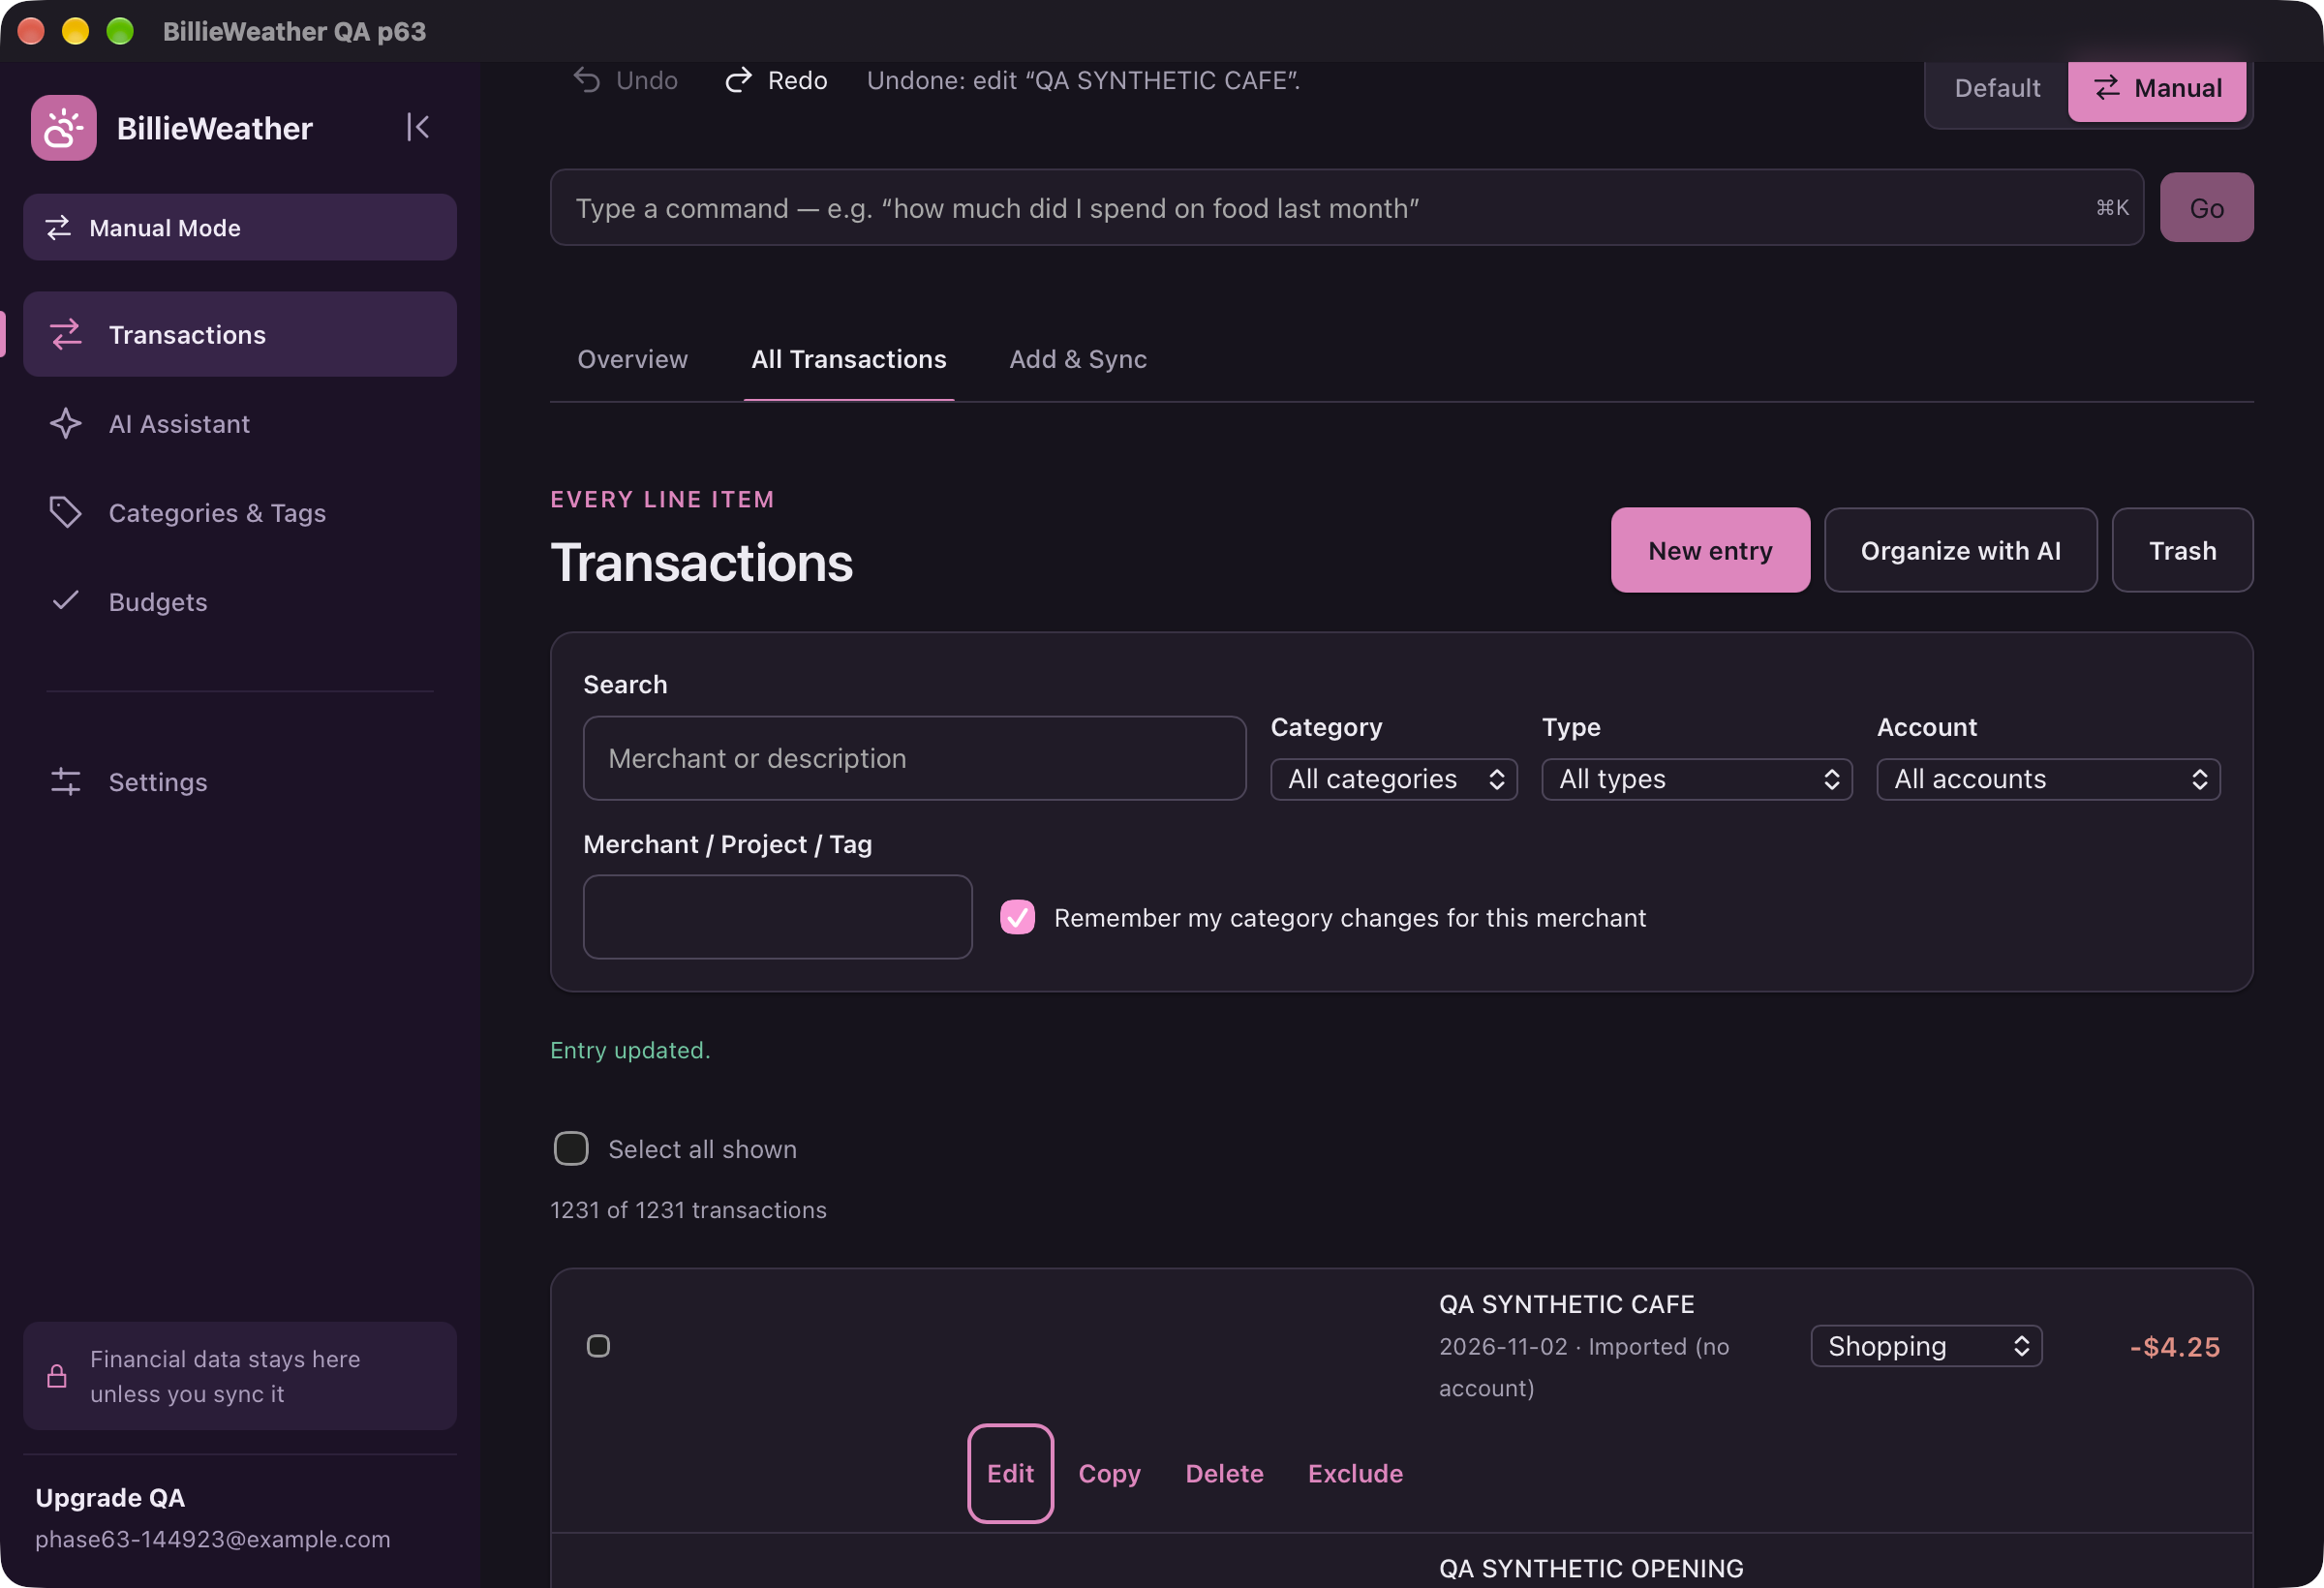 BillieWeather QA p63
BillieWeather
Manual Mode
Transactions
AI Assistant
Categories & Tags
Budgets
Settings
Financial data stays here
unless you sync it
Upgrade QA
phase63-144923@example.com
Undo
Redo
Undone: edit “QA SYNTHETIC CAFE”.
Default
Manual
Type a command — e.g. “how much did I spend on food last month”
⌘K
Go
Overview
All Transactions
Add & Sync
EVERY LINE ITEM
Transactions
New entry
Organize with AI
Trash
Search
Merchant or description
Category
All categories
Type
All types
Account
All accounts
Merchant / Project / Tag
Remember my category changes for this merchant
Entry updated.
Select all shown
1231 of 1231 transactions
QA SYNTHETIC CAFE
2026-11-02 · Imported (no
account)
Shopping
-$4.25
Edit
Copy
Delete
Exclude
QA SYNTHETIC OPENING